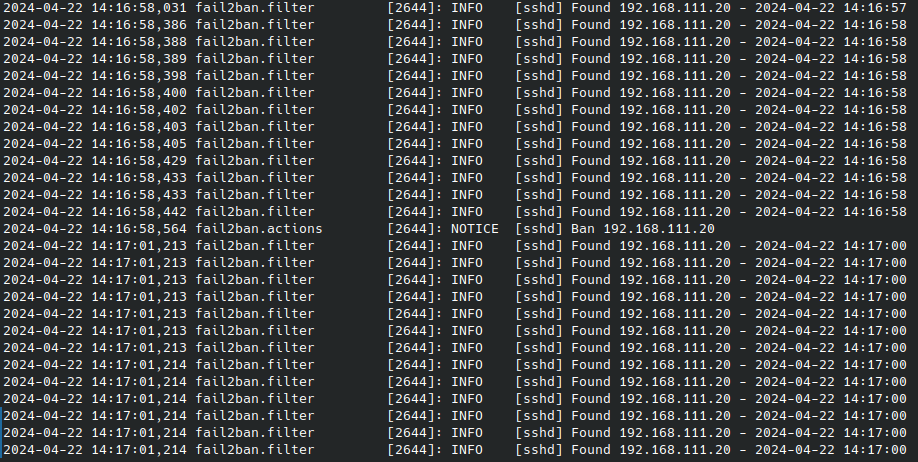 2024-04-22 14:16:58,031 fail2ban.filter         [2644]: INFO    [sshd] Found 192.168.111.20 - 2024-04-22 14:16:57
2024-04-22 14:16:58,386 fail2ban.filter         [2644]: INFO    [sshd] Found 192.168.111.20 - 2024-04-22 14:16:58
2024-04-22 14:16:58,388 fail2ban.filter         [2644]: INFO    [sshd] Found 192.168.111.20 - 2024-04-22 14:16:58
2024-04-22 14:16:58,389 fail2ban.filter         [2644]: INFO    [sshd] Found 192.168.111.20 - 2024-04-22 14:16:58
2024-04-22 14:16:58,398 fail2ban.filter         [2644]: INFO    [sshd] Found 192.168.111.20 - 2024-04-22 14:16:58
2024-04-22 14:16:58,400 fail2ban.filter         [2644]: INFO    [sshd] Found 192.168.111.20 - 2024-04-22 14:16:58
2024-04-22 14:16:58,402 fail2ban.filter         [2644]: INFO    [sshd] Found 192.168.111.20 - 2024-04-22 14:16:58
2024-04-22 14:16:58,403 fail2ban.filter         [2644]: INFO    [sshd] Found 192.168.111.20 - 2024-04-22 14:16:58
2024-04-22 14:16:58,405 fail2ban.filter         [2644]: INFO    [sshd] Found 192.168.111.20 - 2024-04-22 14:16:58
2024-04-22 14:16:58,429 fail2ban.filter         [2644]: INFO    [sshd] Found 192.168.111.20 - 2024-04-22 14:16:58
2024-04-22 14:16:58,433 fail2ban.filter         [2644]: INFO    [sshd] Found 192.168.111.20 - 2024-04-22 14:16:58
2024-04-22 14:16:58,433 fail2ban.filter         [2644]: INFO    [sshd] Found 192.168.111.20 - 2024-04-22 14:16:58
2024-04-22 14:16:58,442 fail2ban.filter         [2644]: INFO    [sshd] Found 192.168.111.20 - 2024-04-22 14:16:58
2024-04-22 14:16:58,564 fail2ban.actions        [2644]: NOTICE  [sshd] Ban 192.168.111.20
2024-04-22 14:17:01,213 fail2ban.filter         [2644]: INFO    [sshd] Found 192.168.111.20 - 2024-04-22 14:17:00
2024-04-22 14:17:01,213 fail2ban.filter         [2644]: INFO    [sshd] Found 192.168.111.20 - 2024-04-22 14:17:00
2024-04-22 14:17:01,213 fail2ban.filter         [2644]: INFO    [sshd] Found 192.168.111.20 - 2024-04-22 14:17:00
2024-04-22 14:17:01,213 fail2ban.filter         [2644]: INFO    [sshd] Found 192.168.111.20 - 2024-04-22 14:17:00
2024-04-22 14:17:01,213 fail2ban.filter         [2644]: INFO    [sshd] Found 192.168.111.20 - 2024-04-22 14:17:00
2024-04-22 14:17:01,213 fail2ban.filter         [2644]: INFO    [sshd] Found 192.168.111.20 - 2024-04-22 14:17:00
2024-04-22 14:17:01,213 fail2ban.filter         [2644]: INFO    [sshd] Found 192.168.111.20 - 2024-04-22 14:17:00
2024-04-22 14:17:01,214 fail2ban.filter         [2644]: INFO    [sshd] Found 192.168.111.20 - 2024-04-22 14:17:00
2024-04-22 14:17:01,214 fail2ban.filter         [2644]: INFO    [sshd] Found 192.168.111.20 - 2024-04-22 14:17:00
2024-04-22 14:17:01,214 fail2ban.filter         [2644]: INFO    [sshd] Found 192.168.111.20 - 2024-04-22 14:17:00
2024-04-22 14:17:01,214 fail2ban.filter         [2644]: INFO    [sshd] Found 192.168.111.20 - 2024-04-22 14:17:00
2024-04-22 14:17:01,214 fail2ban.filter         [2644]: INFO    [sshd] Found 192.168.111.20 - 2024-04-22 14:17:00
2024-04-22 14:17:01,214 fail2ban.filter         [2644]: INFO    [sshd] Found 192.168.111.20 - 2024-04-22 14:17:00